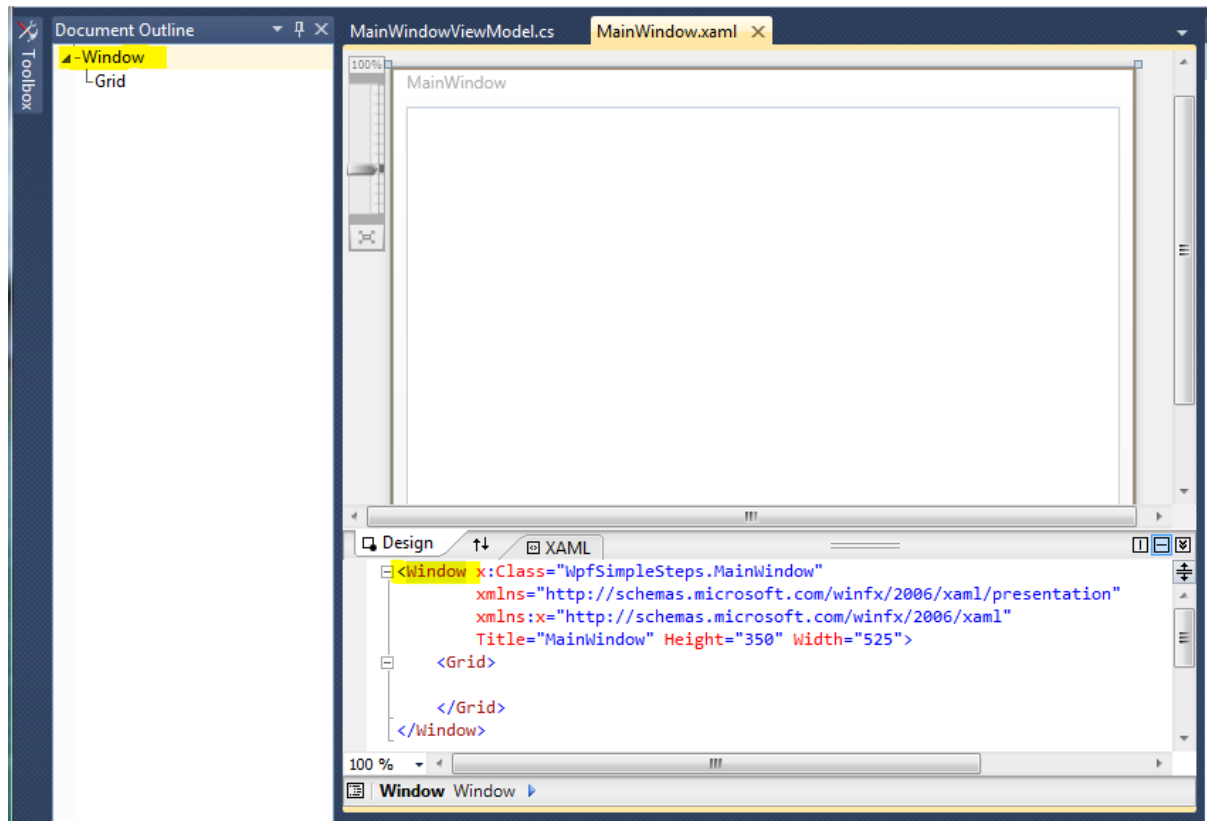 Toolbox
Document Outline
-Window
Grid
MainWindowViewModel.cs
MainWindow.xaml
100%
MainWindow
Design
XAML
<Window x:Class="WpfSimpleSteps.MainWindow"
xmlns="http://schemas.microsoft.com/winfx/2006/xaml/presentation"
xmlns:x="http://schemas.microsoft.com/winfx/2006/xaml"
Title="MainWindow" Height="350" Width="525">
<Grid>
</Grid>
</Window>
100 %
Window Window